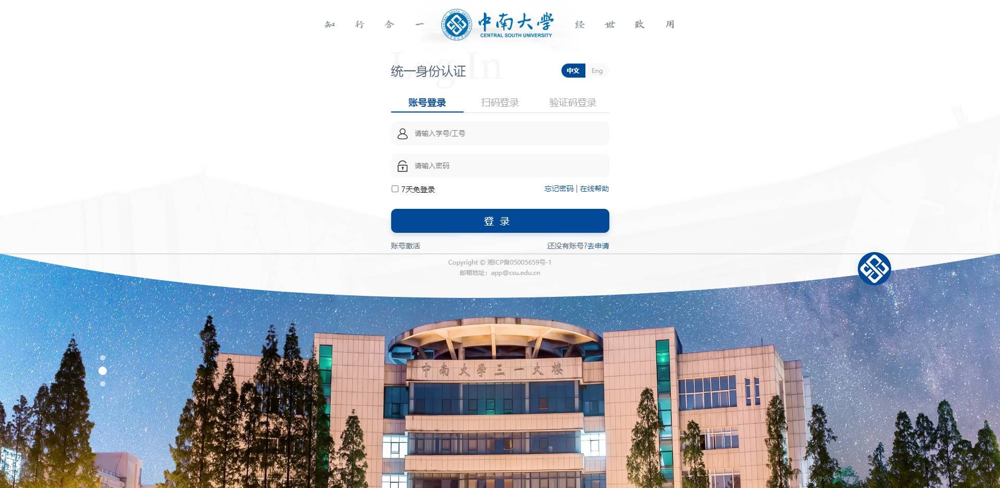 知 行 合 一 中南大学 经 世 致 用
CENTRAL SOUTH UNIVERSITY
Log In
统一身份认证
中文 Eng
账号登录 扫码登录 验证码登录
请输入学号/工号
请输入密码
7天免登录 忘记密码 | 在线帮助
登 录
账号激活 还没有账号?去申请
Copyright © 湘ICP备05005659号-1
邮箱地址：app@csu.edu.cn
中南大学三一大楼